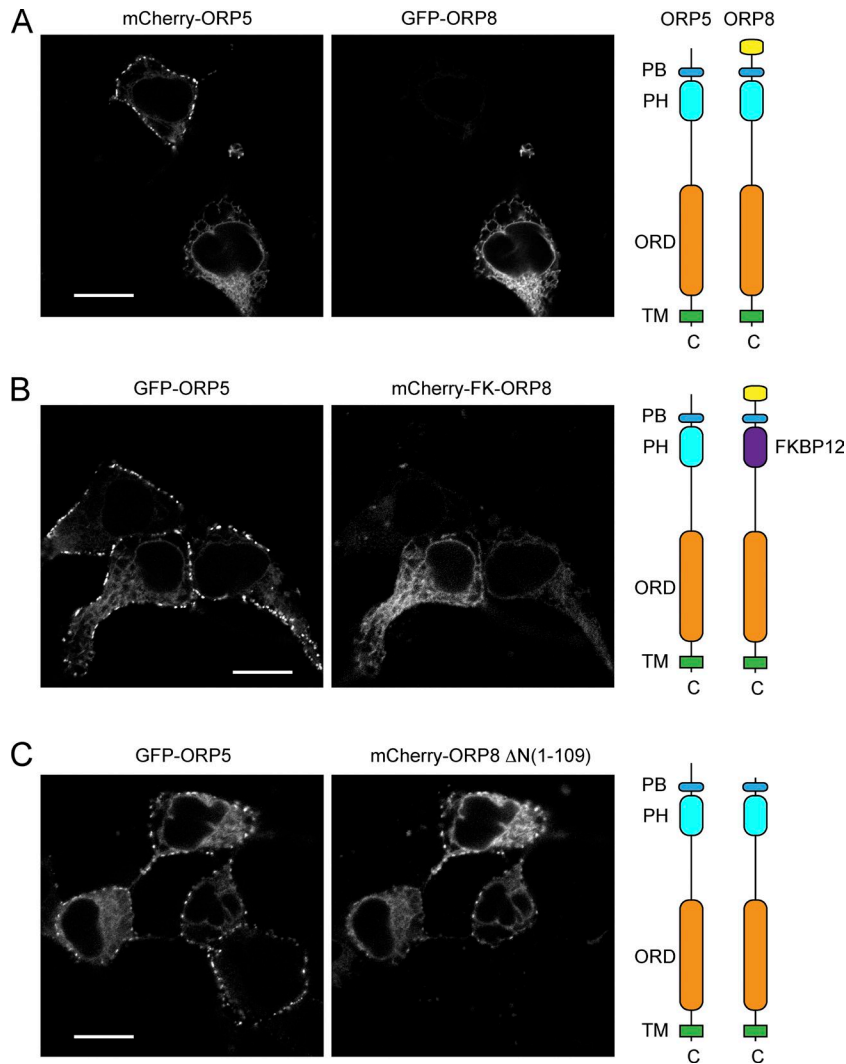 A
mCherry-ORP5 GFP-ORP8 ORP5 ORP8
PB
PH
ORD
TM
C C
B
GFP-ORP5 mCherry-FK-ORP8
PB
PH FKBP12
ORD
TM
C C
C
GFP-ORP5 mCherry-ORP8 ΔN(1-109)
PB
PH
ORD
TM
C C